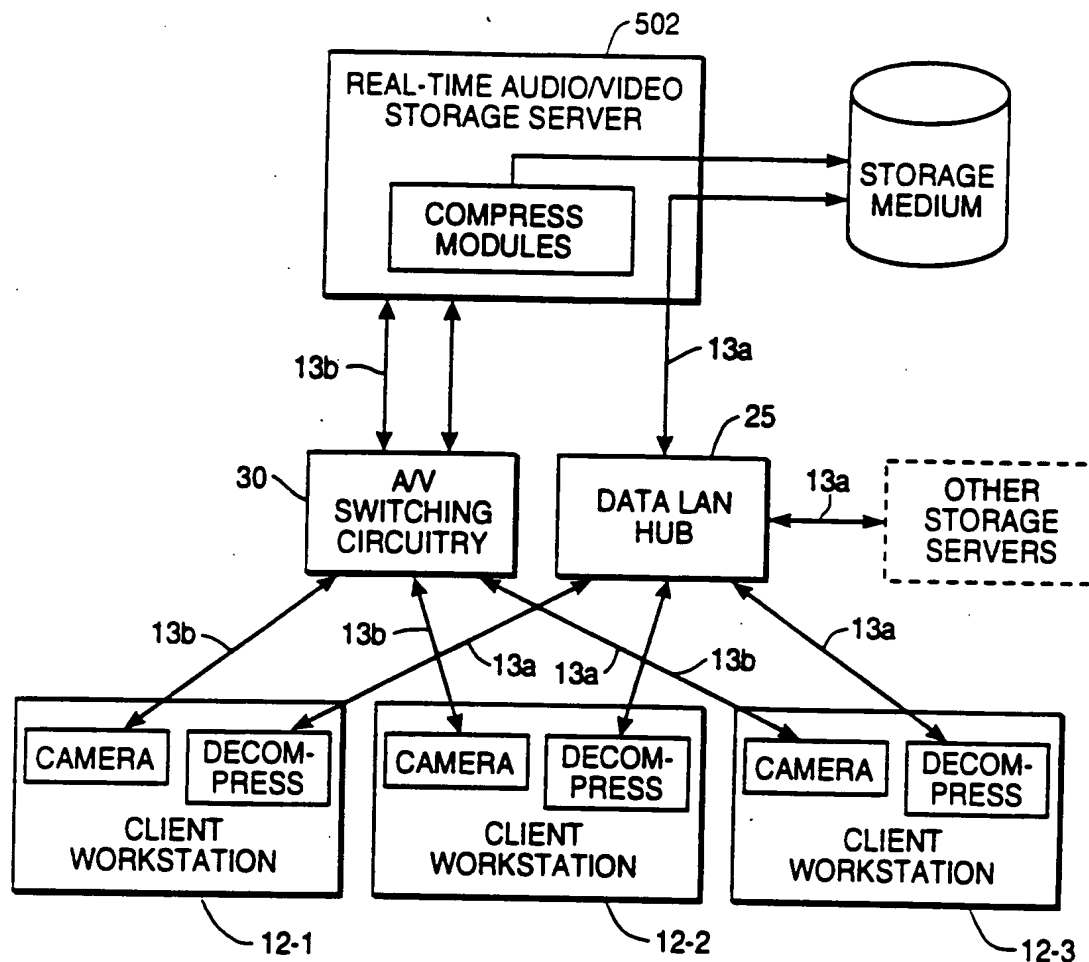 502
REAL-TIME AUDIO/VIDEO
STORAGE SERVER
COMPRESS
MODULES
STORAGE
MEDIUM
13b
13a
25
30
A/V
SWITCHING
CIRCUITRY
DATA LAN
HUB
13a
OTHER
STORAGE
SERVERS
13b
13b
13a
13a
13b
13a
CAMERA
DECOM-
PRESS
CLIENT
WORKSTATION
CAMERA
DECOM-
PRESS
CLIENT
WORKSTATION
CAMERA
DECOM-
PRESS
CLIENT
WORKSTATION
12-1
12-2
12-3